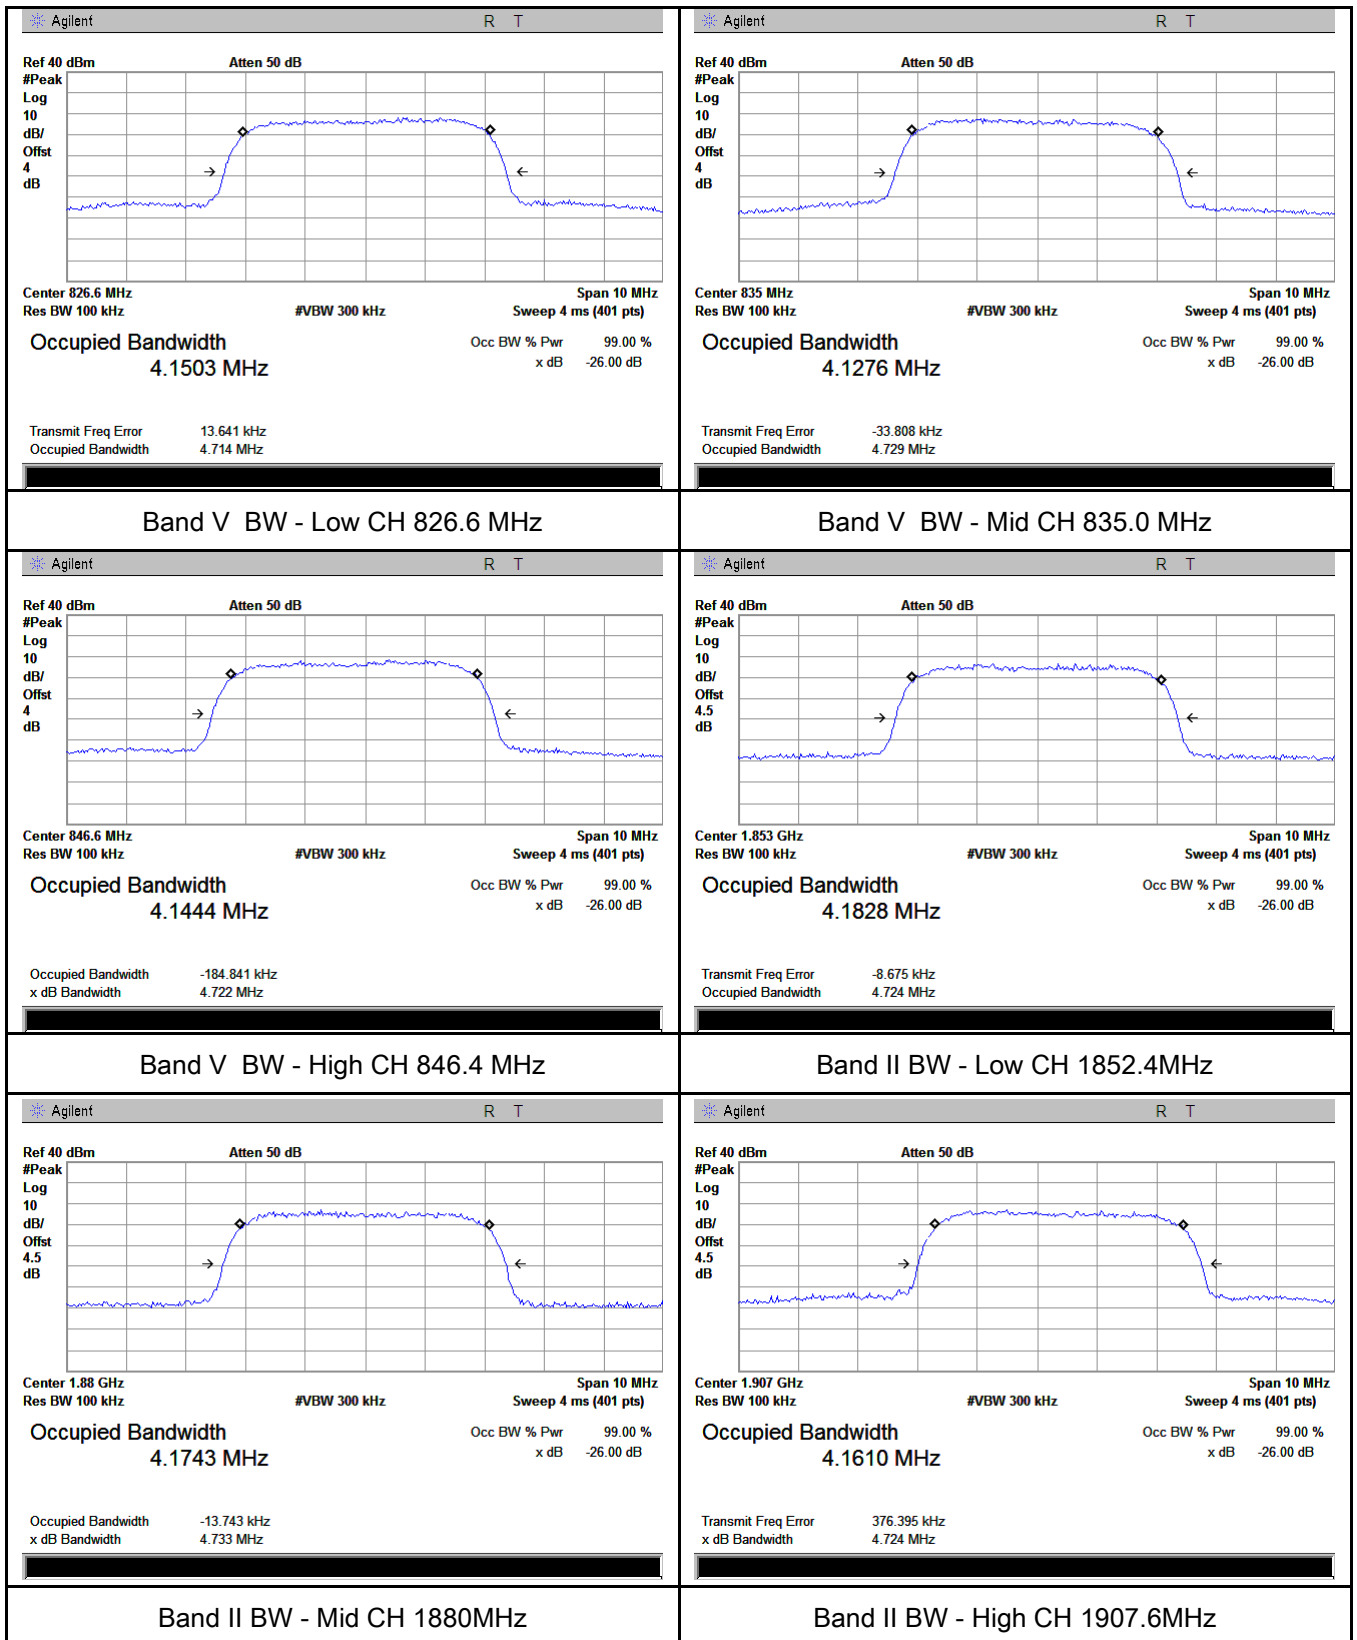 Agilent R T
Ref 40 dBm Atten 50 dB
#Peak
Log
10
dB/
Offst
4
dB
Center 826.6 MHz Span 10 MHz
Res BW 100 kHz #VBW 300 kHz Sweep 4 ms (401 pts)
Occupied Bandwidth Occ BW % Pwr 99.00 %
4.1503 MHz x dB -26.00 dB
Transmit Freq Error 13.641 kHz
Occupied Bandwidth 4.714 MHz
Band V BW - Low CH 826.6 MHz
Agilent R T
Ref 40 dBm Atten 50 dB
#Peak
Log
10
dB/
Offst
4
dB
Center 835 MHz Span 10 MHz
Res BW 100 kHz #VBW 300 kHz Sweep 4 ms (401 pts)
Occupied Bandwidth Occ BW % Pwr 99.00 %
4.1276 MHz x dB -26.00 dB
Transmit Freq Error -33.808 kHz
Occupied Bandwidth 4.729 MHz
Band V BW - Mid CH 835.0 MHz
Agilent R T
Ref 40 dBm Atten 50 dB
#Peak
Log
10
dB/
Offst
4
dB
Center 846.6 MHz Span 10 MHz
Res BW 100 kHz #VBW 300 kHz Sweep 4 ms (401 pts)
Occupied Bandwidth Occ BW % Pwr 99.00 %
4.1444 MHz x dB -26.00 dB
Occupied Bandwidth -184.841 kHz
x dB Bandwidth 4.722 MHz
Band V BW - High CH 846.4 MHz
Agilent R T
Ref 40 dBm Atten 50 dB
#Peak
Log
10
dB/
Offst
4.5
dB
Center 1.853 GHz Span 10 MHz
Res BW 100 kHz #VBW 300 kHz Sweep 4 ms (401 pts)
Occupied Bandwidth Occ BW % Pwr 99.00 %
4.1828 MHz x dB -26.00 dB
Transmit Freq Error -8.675 kHz
Occupied Bandwidth 4.724 MHz
Band II BW - Low CH 1852.4MHz
Agilent R T
Ref 40 dBm Atten 50 dB
#Peak
Log
10
dB/
Offst
4.5
dB
Center 1.88 GHz Span 10 MHz
Res BW 100 kHz #VBW 300 kHz Sweep 4 ms (401 pts)
Occupied Bandwidth Occ BW % Pwr 99.00 %
4.1743 MHz x dB -26.00 dB
Occupied Bandwidth -13.743 kHz
x dB Bandwidth 4.733 MHz
Band II BW - Mid CH 1880MHz
Agilent R T
Ref 40 dBm Atten 50 dB
#Peak
Log
10
dB/
Offst
4.5
dB
Center 1.907 GHz Span 10 MHz
Res BW 100 kHz #VBW 300 kHz Sweep 4 ms (401 pts)
Occupied Bandwidth Occ BW % Pwr 99.00 %
4.1610 MHz x dB -26.00 dB
Transmit Freq Error 376.395 kHz
x dB Bandwidth 4.724 MHz
Band II BW - High CH 1907.6MHz